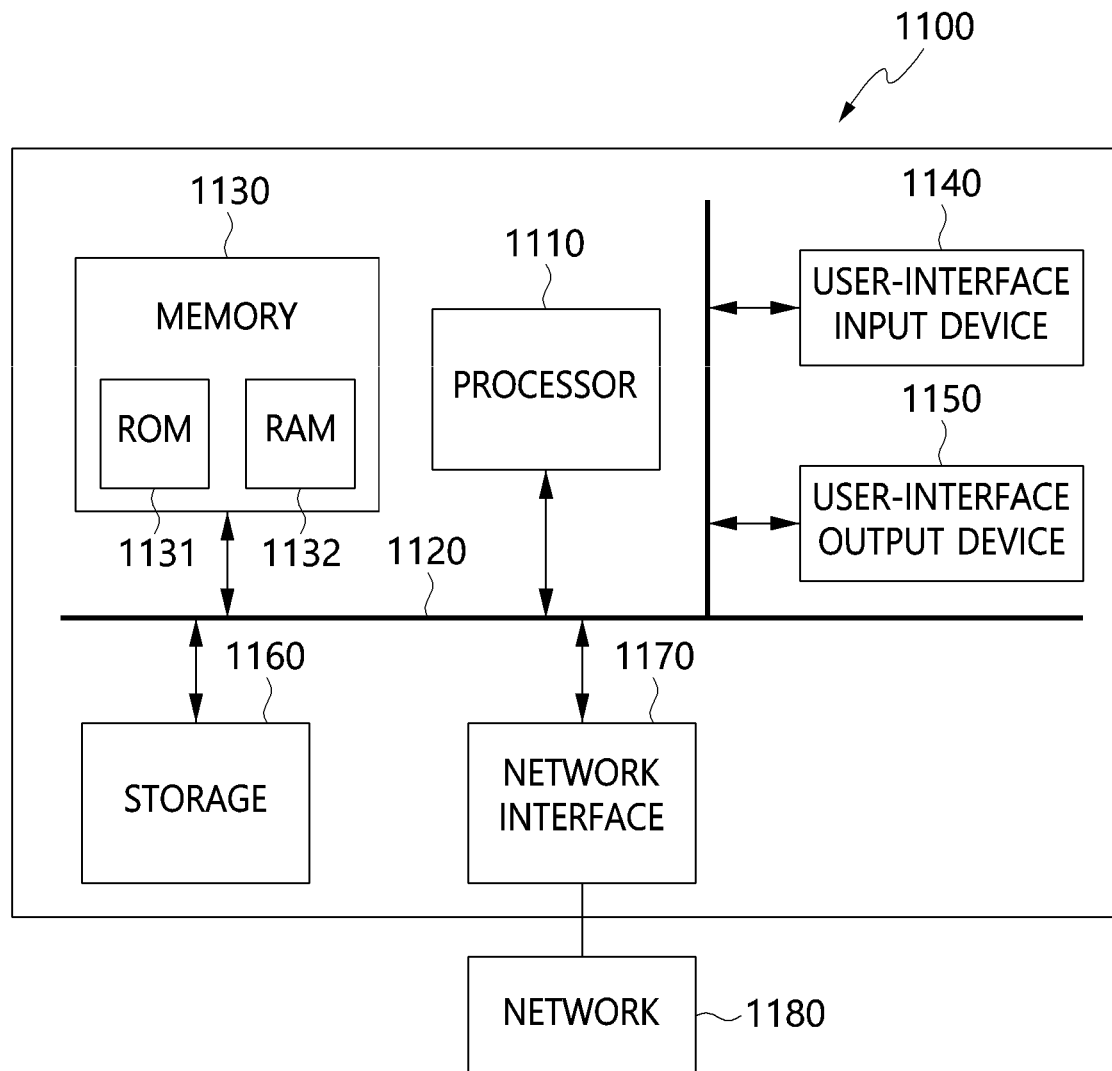 1100
1130
1140
1110
USER-INTERFACE
INPUT DEVICE
MEMORY
PROCESSOR
1150
ROM
RAM
USER-INTERFACE
OUTPUT DEVICE
1131
1132
1120
1160
1170
STORAGE
NETWORK
INTERFACE
NETWORK
1180